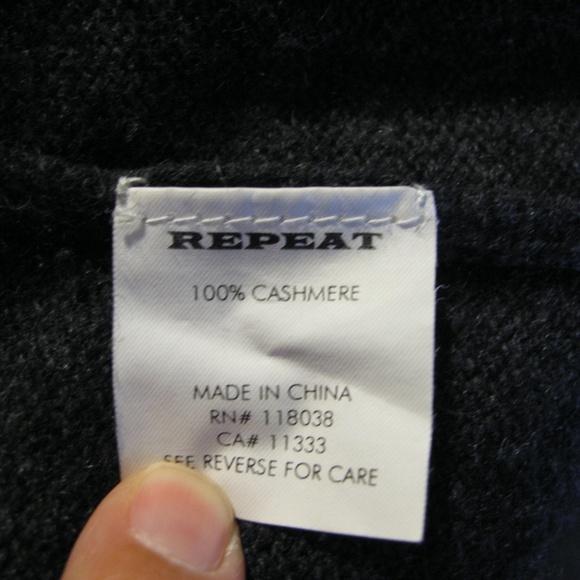 REPEAT
100% CASHMERE
MADE IN CHINA
RN# 118038
CA# 11333
SEE REVERSE FOR CARE